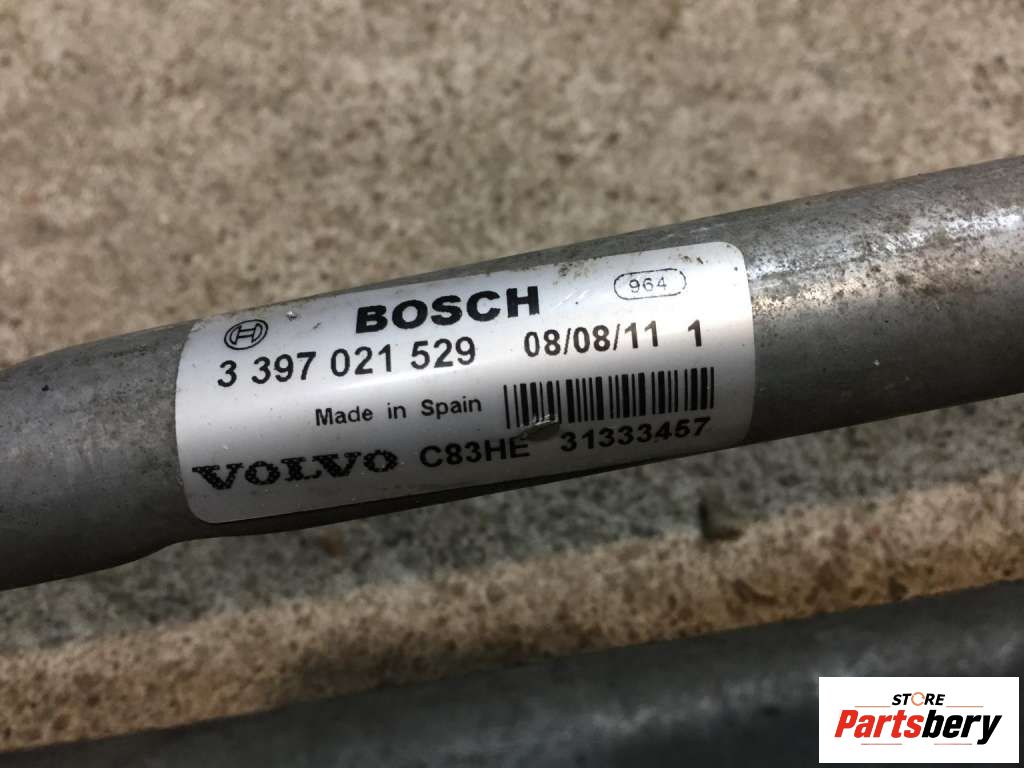 BOSCH 964
3 397 021 529 08/08/11 1
Made in Spain
VOLVO C83HE 31333457
STORE
Partsbery